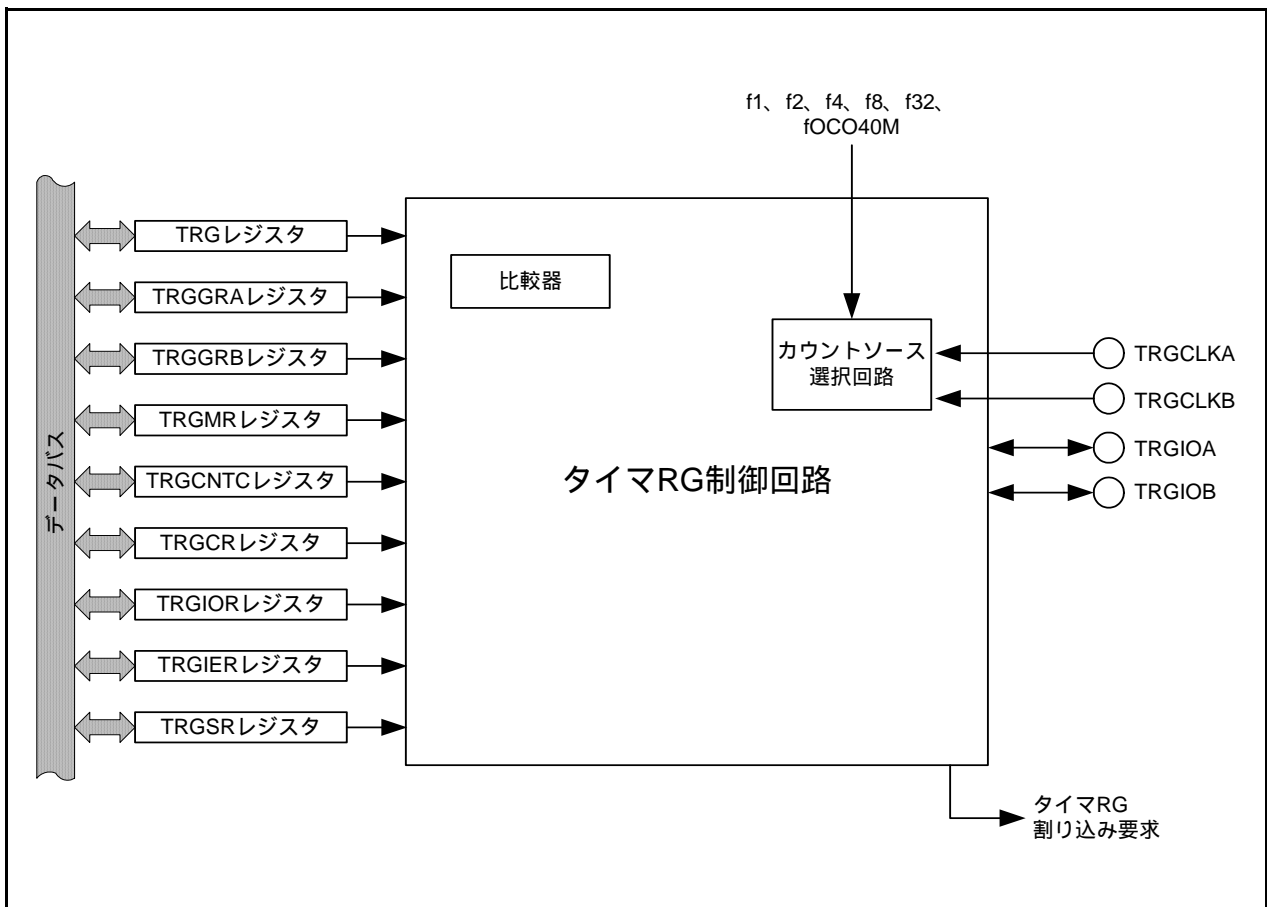 f1、f2、f4、f8、f32、
fOCO40M
データバス
TRGレジスタ
TRGGRAレジスタ
TRGGRBレジスタ
TRGMRレジスタ
TRGCNTCレジスタ
TRGCRレジスタ
TRGIORレジスタ
TRGIERレジスタ
TRGSRレジスタ
比較器
カウントソース
選択回路
タイマRG制御回路
TRGCLKA
TRGCLKB
TRGIOA
TRGIOB
タイマRG
割り込み要求